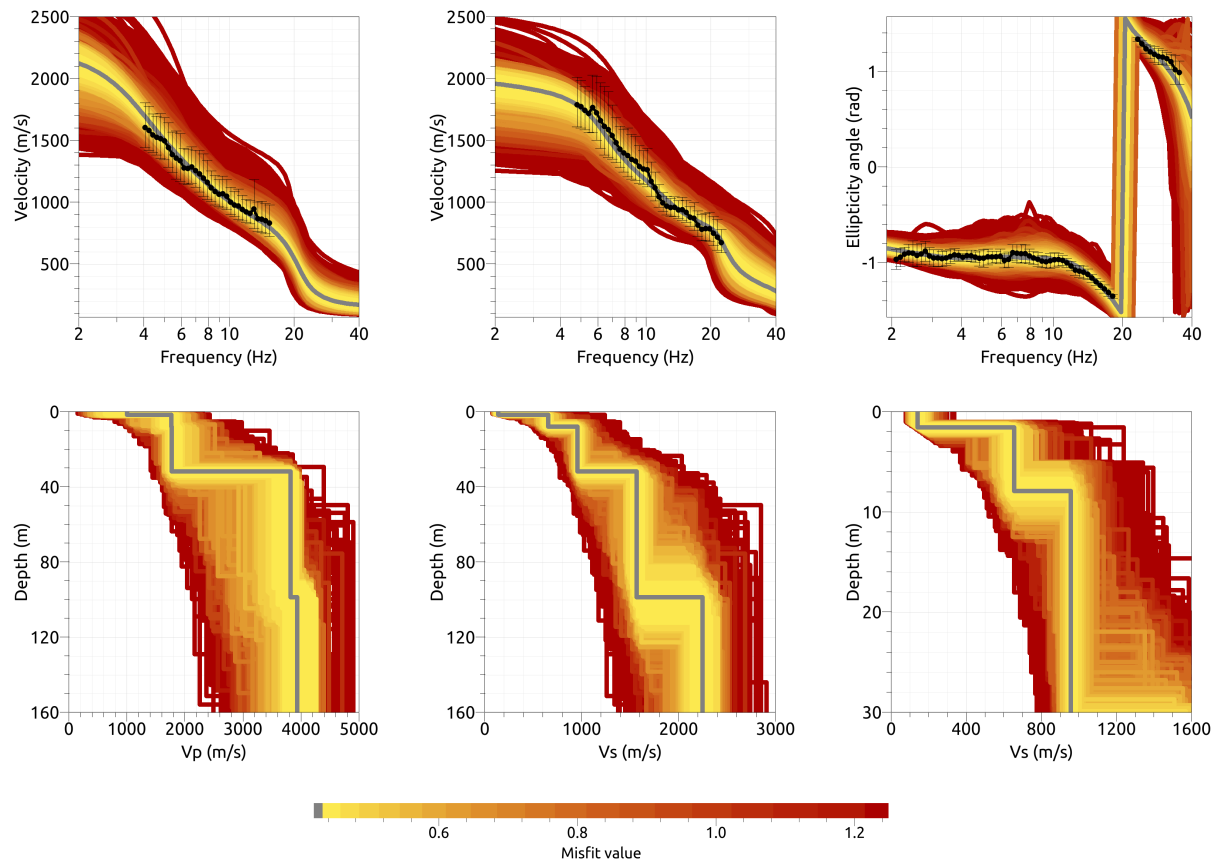 2500
2000
1500
1000
500
Velocity (m/s)
2 4 6 8 10 20 40
Frequency (Hz)
2500
2000
1500
1000
500
Velocity (m/s)
2 4 6 8 10 20 40
Frequency (Hz)
1
0
-1
Ellipticity angle (rad)
2 4 6 8 10 20 40
Frequency (Hz)
0
40
80
120
160
Depth (m)
0 1000 2000 3000 4000 5000
Vp (m/s)
0
40
80
120
160
Depth (m)
0 1000 2000 3000
Vs (m/s)
0
10
20
30
Depth (m)
0 400 800 1200 1600
Vs (m/s)
0.6 0.8 1.0 1.2
Misfit value